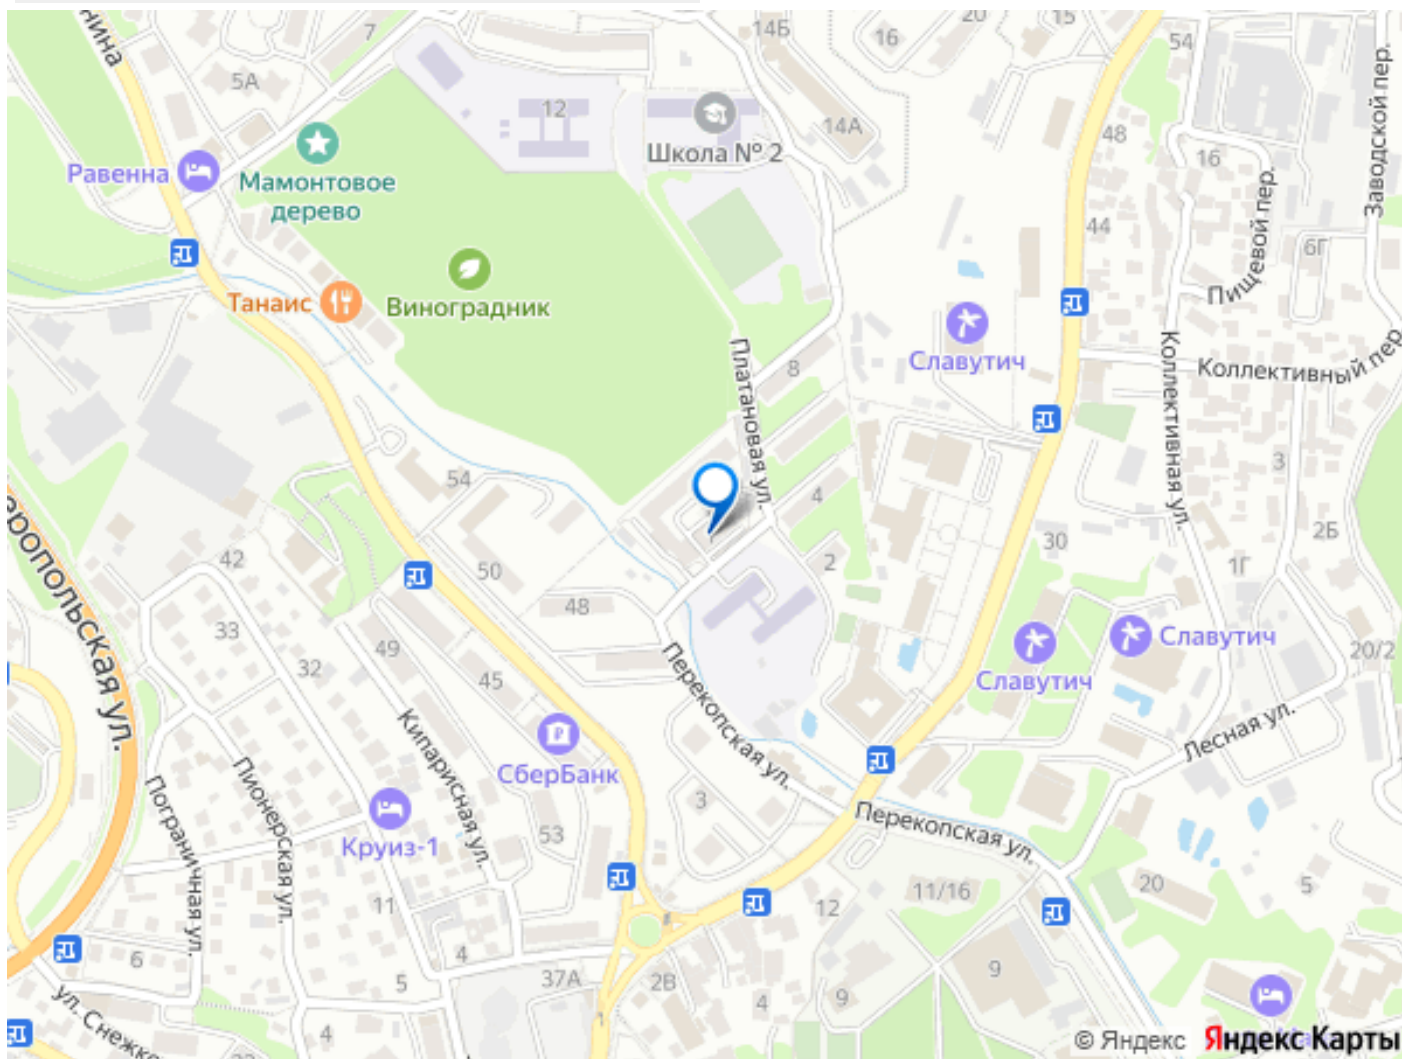 7
14Б
16
20
15
54
нина
5А
12
14А
48
16
Заводской пер.
Школа № 2
Равенна
Мамонтовое
дерево
44
6Г
Пищевой пер.
Танаис
Виноградник
Славутич
Платановая ул.
8
Коллективная ул.
Коллективный пер.
3
54
4
2
50
48
42
33
32
49
45
30
2Б
1Г
20/2
Славутич
Славутич
еропольская ул.
Перекопская ул.
Лесная ул.
Кипарисная ул.
СберБанк
Пионерская ул.
Пограничная ул.
Круиз-1
53
3
Перекопская ул.
11
12
11/16
20
5
6
4
5
37А
2В
4
9
9
1
4
ул. Снежко
© Яндекс Яндекс Карты